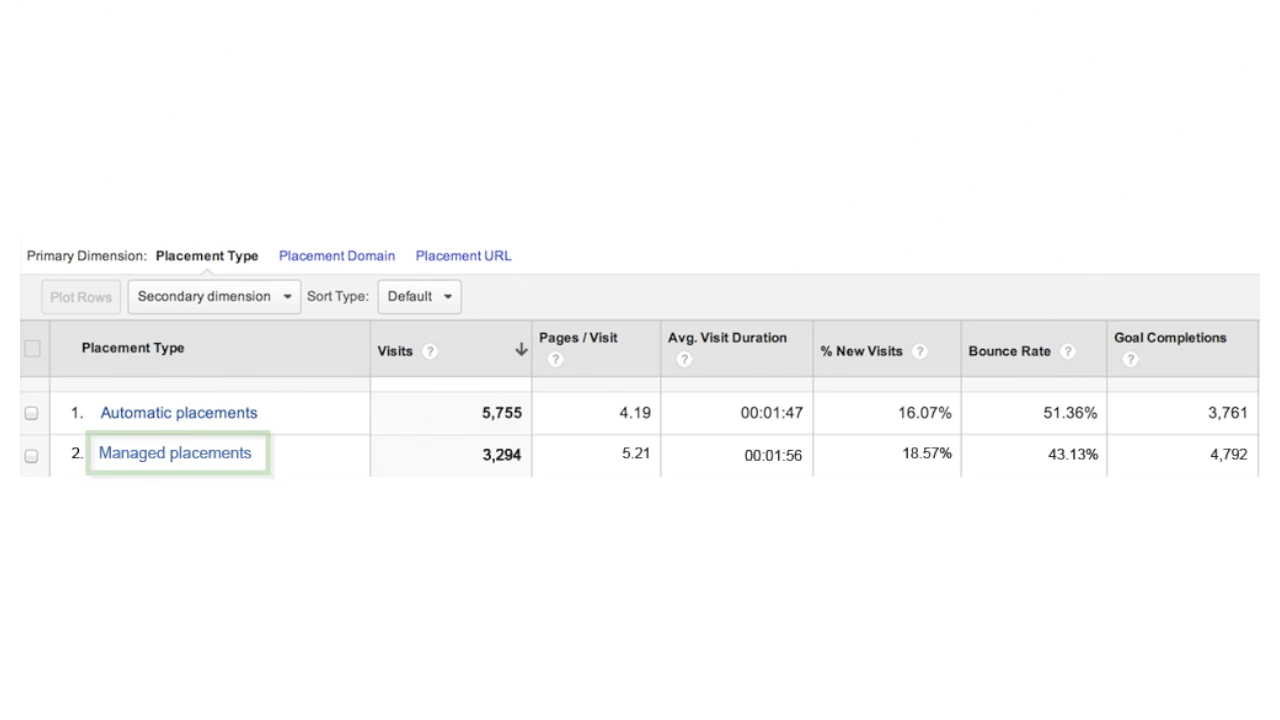 Primary Dimension: Placement Type Placement Domain Placement URL
Plot Rows Secondary dimension Sort Type: Default
Placement Type Visits ? Pages / Visit ? Avg. Visit Duration ? % New Visits ? Bounce Rate ? Goal Completions ?
1. Automatic placements 5,755 4.19 00:01:47 16.07% 51.36% 3,761
2. Managed placements 3,294 5.21 00:01:56 18.57% 43.13% 4,792